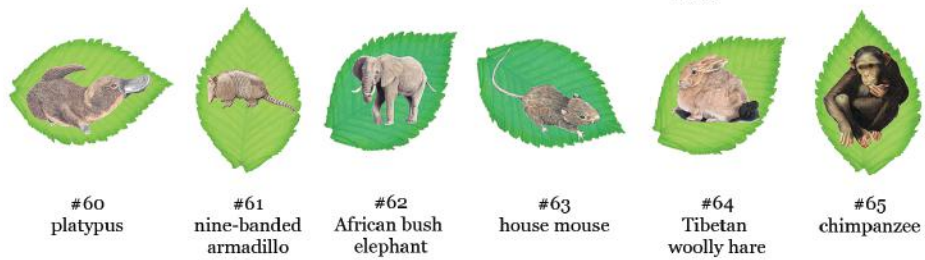 #60
platypus
#61
nine-banded
armadillo
#62
African bush
elephant
#63
house mouse
#64
Tibetan
woolly hare
#65
chimpanzee